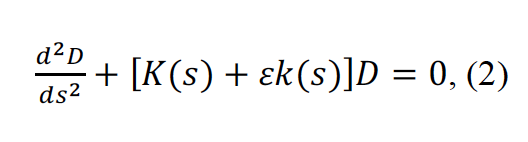 d²D/ds² + [K(s) + εk(s)]D = 0, (2)